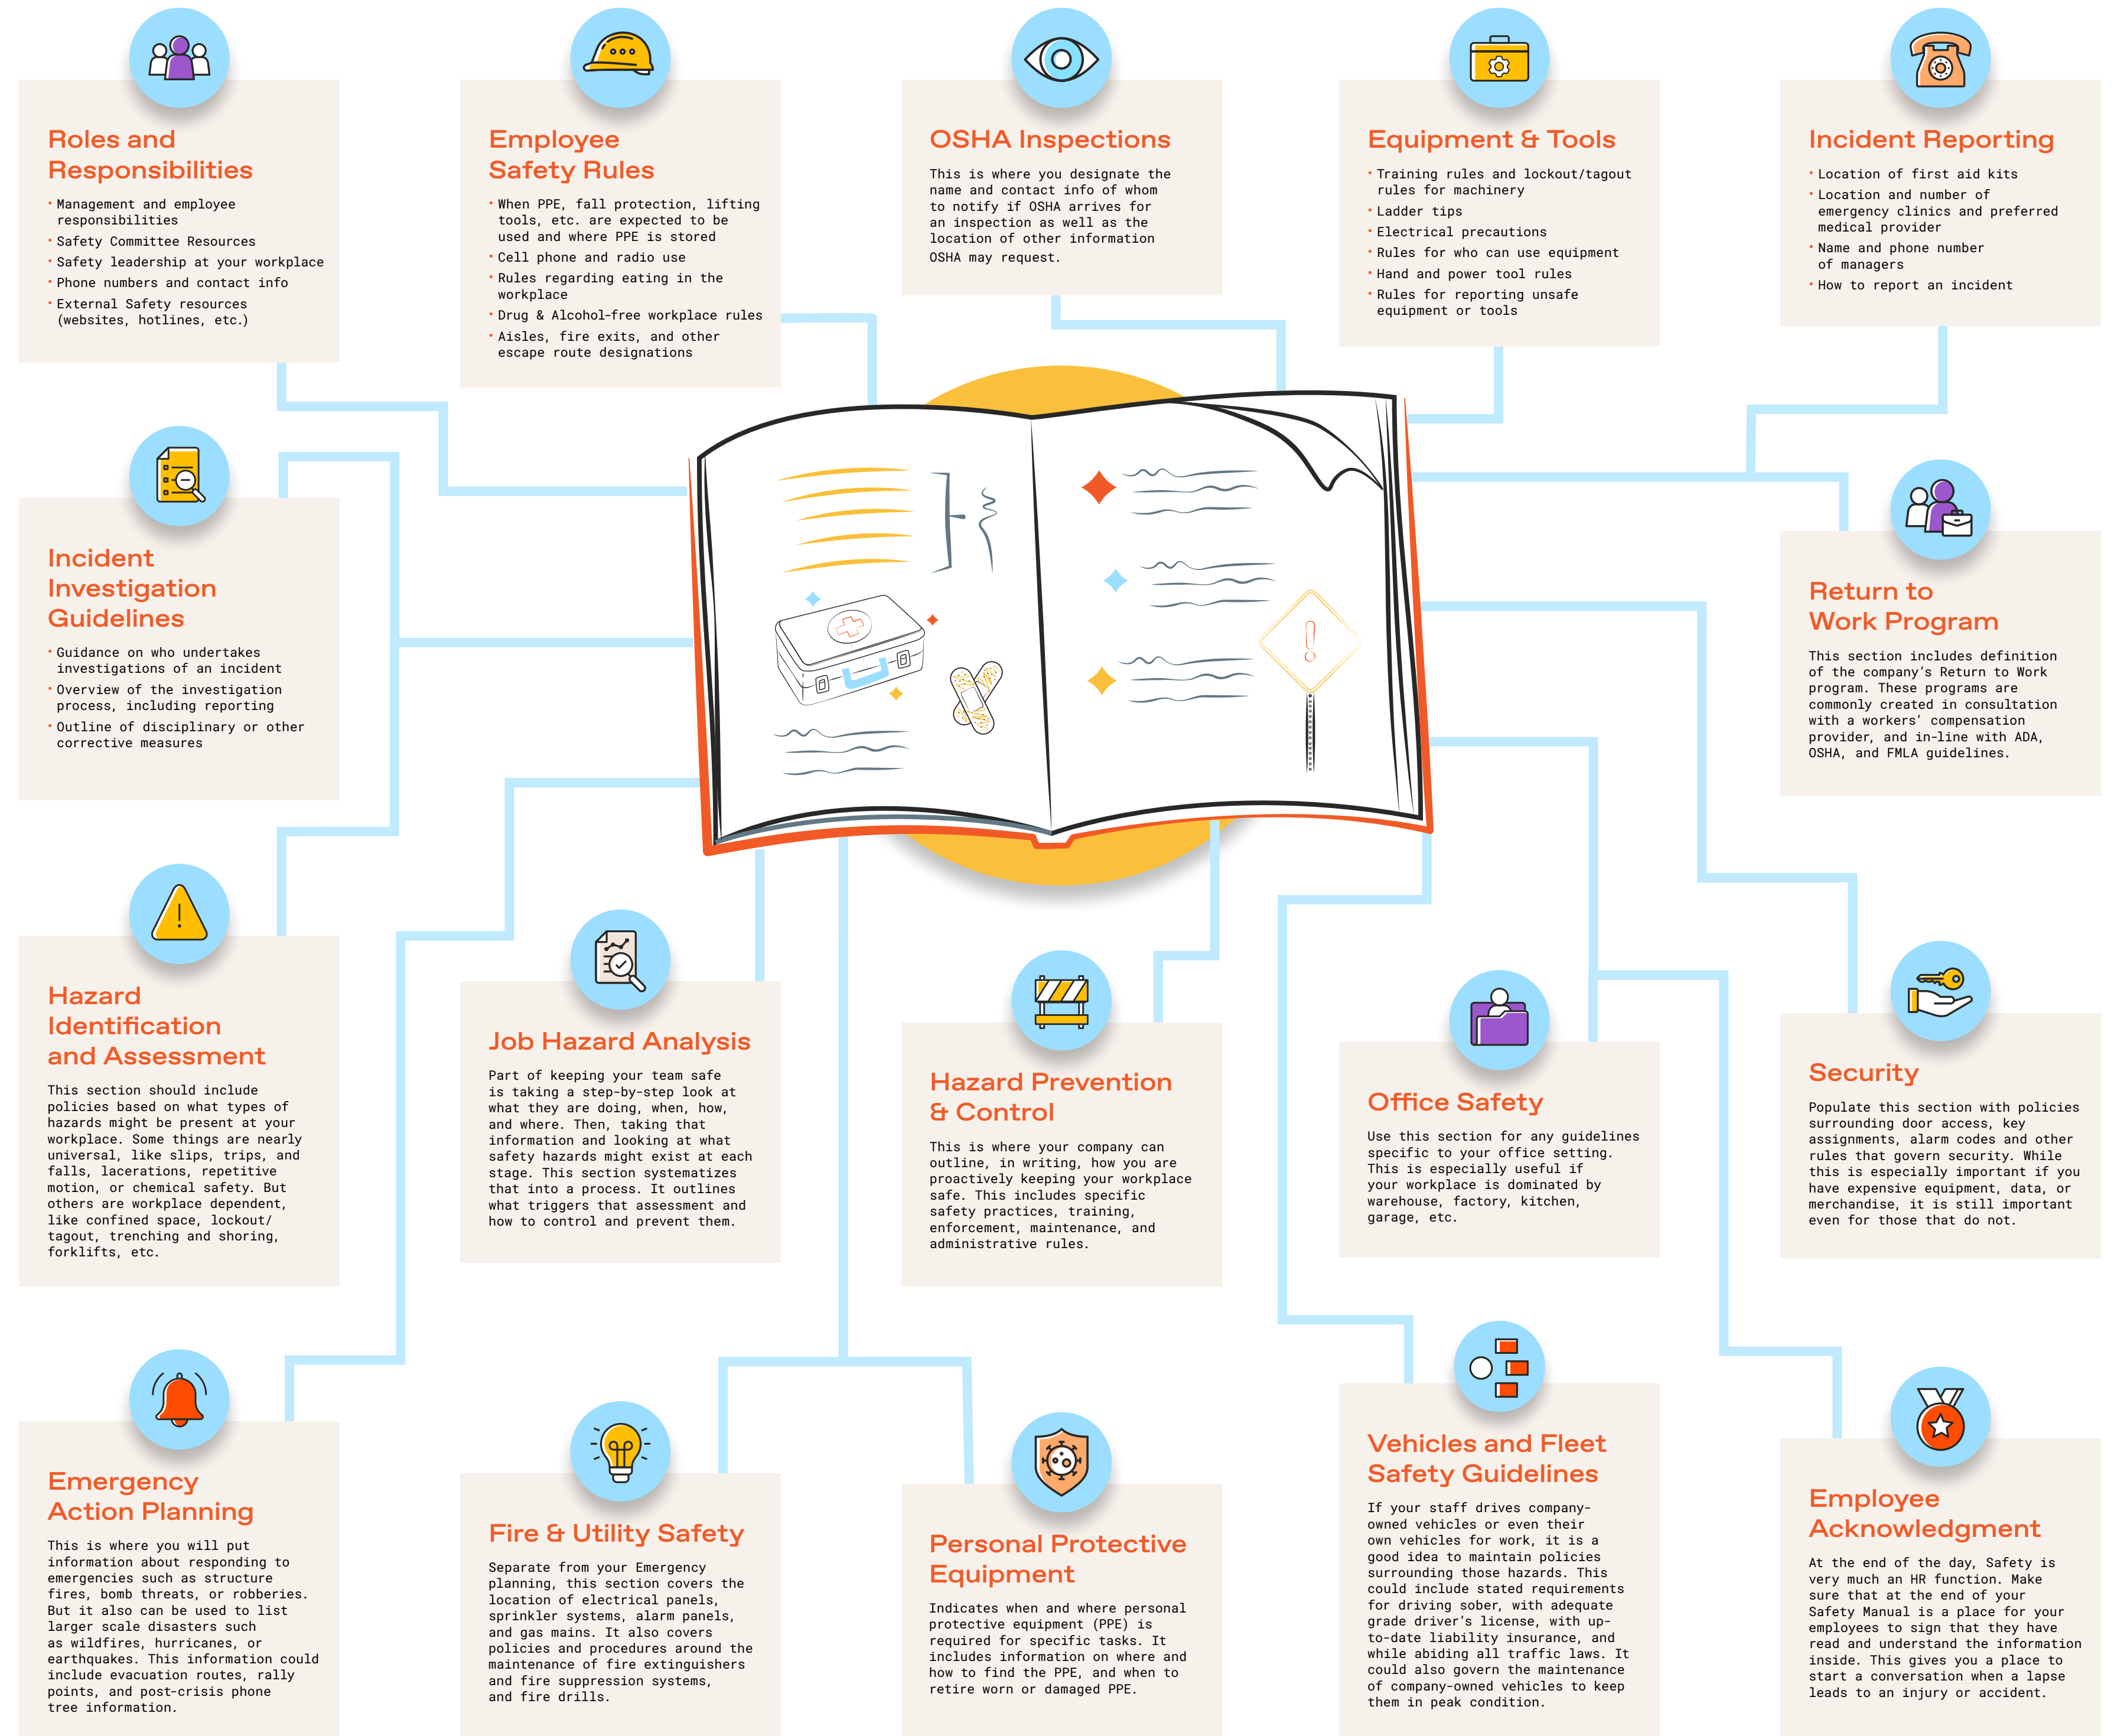 Roles and
Responsibilities
• Management and employee
responsibilities
• Safety Committee Resources
• Safety leadership at your workplace
• Phone numbers and contact info
• External Safety resources
(websites, hotlines, etc.)
Employee
Safety Rules
• When PPE, fall protection, lifting
tools, etc. are expected to be
used and where PPE is stored
• Cell phone and radio use
• Rules regarding eating in the
workplace
• Drug & Alcohol-free workplace rules
• Aisles, fire exits, and other
escape route designations
OSHA Inspections
This is where you designate the
name and contact info of whom
to notify if OSHA arrives for
an inspection as well as the
location of other information
OSHA may request.
Equipment & Tools
• Training rules and lockout/tagout
rules for machinery
• Ladder tips
• Electrical precautions
• Rules for who can use equipment
• Hand and power tool rules
• Rules for reporting unsafe
equipment or tools
Incident Reporting
• Location of first aid kits
• Location and number of
emergency clinics and preferred
medical provider
• Name and phone number
of managers
• How to report an incident
Incident
Investigation
Guidelines
• Guidance on who undertakes
investigations of an incident
• Overview of the investigation
process, including reporting
• Outline of disciplinary or other
corrective measures
Return to
Work Program
This section includes definition
of the company's Return to Work
program. These programs are
commonly created in consultation
with a workers' compensation
provider, and in-line with ADA,
OSHA, and FMLA guidelines.
Hazard
Identification
and Assessment
This section should include
policies based on what types of
hazards might be present at your
workplace. Some things are nearly
universal, like slips, trips, and
falls, lacerations, repetitive
motion, or chemical safety. But
others are workplace dependent,
like confined space, lockout/
tagout, trenching and shoring,
forklifts, etc.
Job Hazard Analysis
Part of keeping your team safe
is taking a step-by-step look at
what they are doing, when, how,
and where. Then, taking that
information and looking at what
safety hazards might exist at each
stage. This section systematizes
that into a process. It outlines
what triggers that assessment and
how to control and prevent them.
Hazard Prevention
& Control
This is where your company can
outline, in writing, how you are
proactively keeping your workplace
safe. This includes specific
safety practices, training,
enforcement, maintenance, and
administrative rules.
Office Safety
Use this section for any guidelines
specific to your office setting.
This is especially useful if
your workplace is dominated by
warehouse, factory, kitchen,
garage, etc.
Security
Populate this section with policies
surrounding door access, key
assignments, alarm codes and other
rules that govern security. While
this is especially important if you
have expensive equipment, data, or
merchandise, it is still important
even for those that do not.
Emergency
Action Planning
This is where you will put
information about responding to
emergencies such as structure
fires, bomb threats, or robberies.
But it also can be used to list
larger scale disasters such
as wildfires, hurricanes, or
earthquakes. This information could
include evacuation routes, rally
points, and post-crisis phone
tree information.
Fire & Utility Safety
Separate from your Emergency
planning, this section covers the
location of electrical panels,
sprinkler systems, alarm panels,
and gas mains. It also covers
policies and procedures around the
maintenance of fire extinguishers
and fire suppression systems,
and fire drills.
Personal Protective
Equipment
Indicates when and where personal
protective equipment (PPE) is
required for specific tasks. It
includes information on where and
how to find the PPE, and when to
retire worn or damaged PPE.
Vehicles and Fleet
Safety Guidelines
If your staff drives company-
owned vehicles or even their
own vehicles for work, it is a
good idea to maintain policies
surrounding those hazards. This
could include stated requirements
for driving sober, with adequate
grade driver's license, with up-
to-date liability insurance, and
while abiding all traffic laws. It
could also govern the maintenance
of company-owned vehicles to keep
them in peak condition.
Employee
Acknowledgment
At the end of the day, Safety is
very much an HR function. Make
sure that at the end of your
Safety Manual is a place for your
employees to sign that they have
read and understand the information
inside. This gives you a place to
start a conversation when a lapse
leads to an injury or accident.